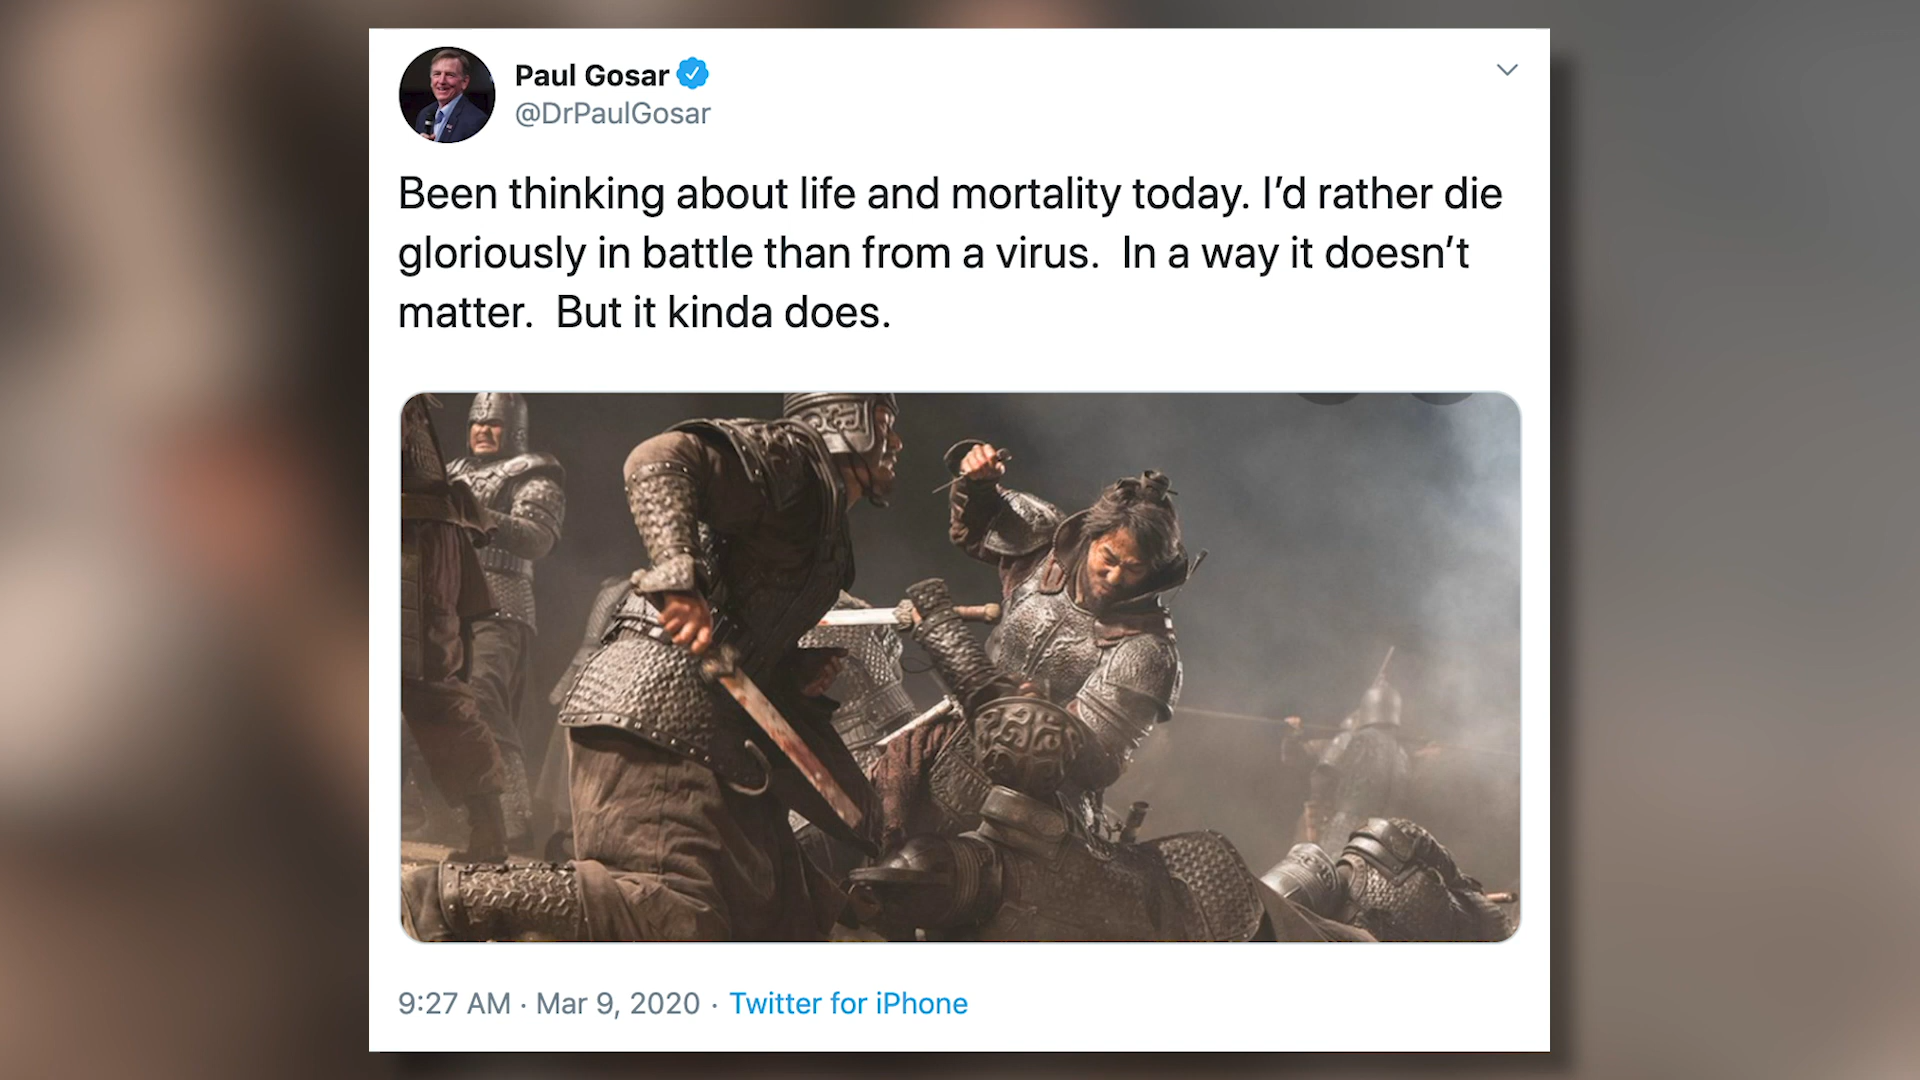 Paul Gosar
@DrPaulGosar
Been thinking about life and mortality today. I’d rather die
gloriously in battle than from a virus.  In a way it doesn’t
matter.  But it kinda does.
9:27 AM · Mar 9, 2020 · Twitter for iPhone